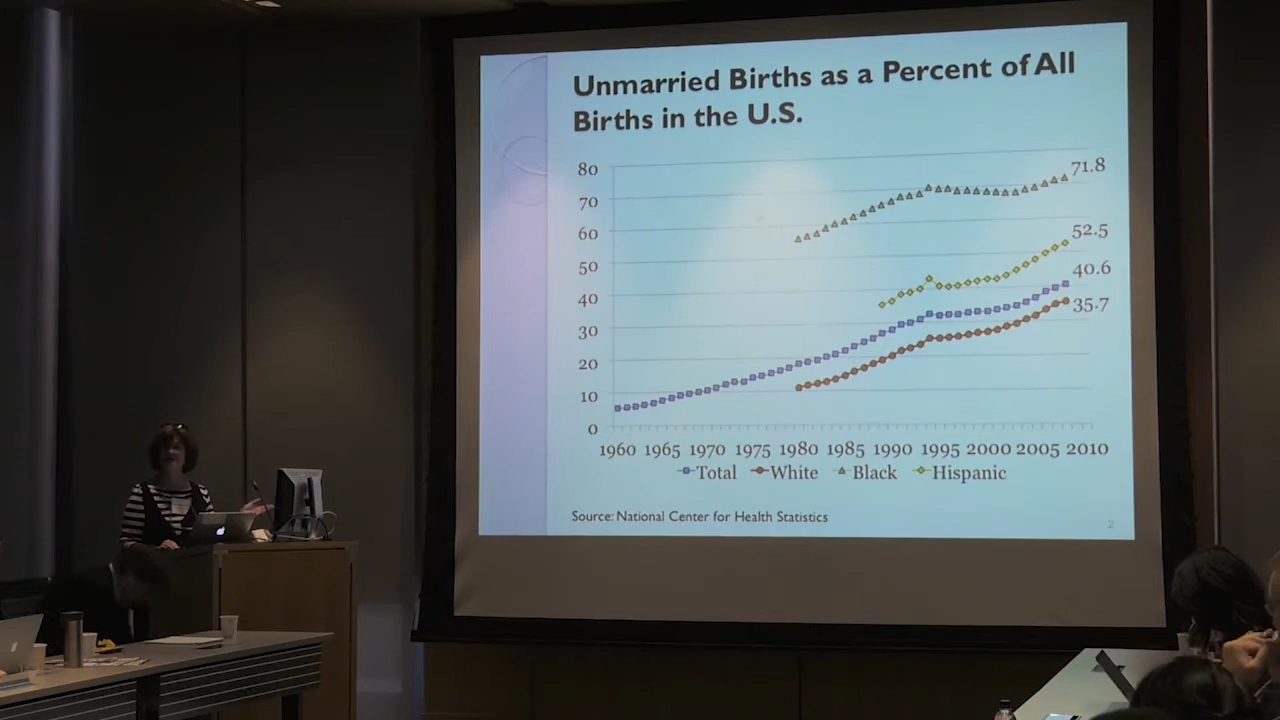 Unmarried Births as a Percent of All
Births in the U.S.
80
71.8
70
60
52.5
50
40.6
40
35.7
30
20
10
0
1960 1965 1970 1975 1980 1985 1990 1995 2000 2005 2010
Total White Black Hispanic
Source: National Center for Health Statistics
2